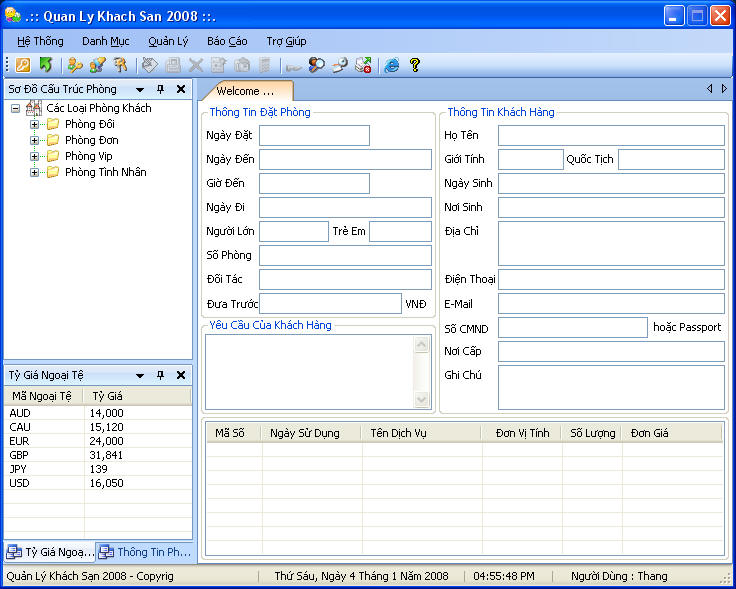 .:: Quan Ly Khach San 2008 ::.
Hệ Thống Danh Mục Quản Lý Báo Cáo Trợ Giúp
Sơ Đồ Cấu Trúc Phòng
Các Loại Phòng Khách
Phòng Đôi
Phòng Đơn
Phòng Vip
Phòng Tình Nhân
Tỷ Giá Ngoại Tệ
Mã Ngoại Tệ Tỷ Giá
AUD 14,000
CAU 15,120
EUR 24,000
GBP 31,841
JPY 139
USD 16,050
Tỷ Giá Ngoạ... Thông Tin Ph...
Welcome ...
Thông Tin Đặt Phòng
Ngày Đặt
Ngày Đến
Giờ Đến
Ngày Đi
Người Lớn Trẻ Em
Số Phòng
Đối Tác
Đưa Trước VNĐ
Yêu Cầu Của Khách Hàng
Thông Tin Khách Hàng
Họ Tên
Giới Tính Quốc Tịch
Ngày Sinh
Nơi Sinh
Địa Chỉ
Điện Thoại
E-Mail
Số CMND hoặc Passport
Nơi Cấp
Ghi Chú
Mã Số Ngày Sử Dụng Tên Dịch Vụ Đơn Vị Tính Số Lượng Đơn Giá
Quản Lý Khách Sạn 2008 - Copyrig Thứ Sáu, Ngày 4 Tháng 1 Năm 2008 04:55:48 PM Người Dùng : Thang